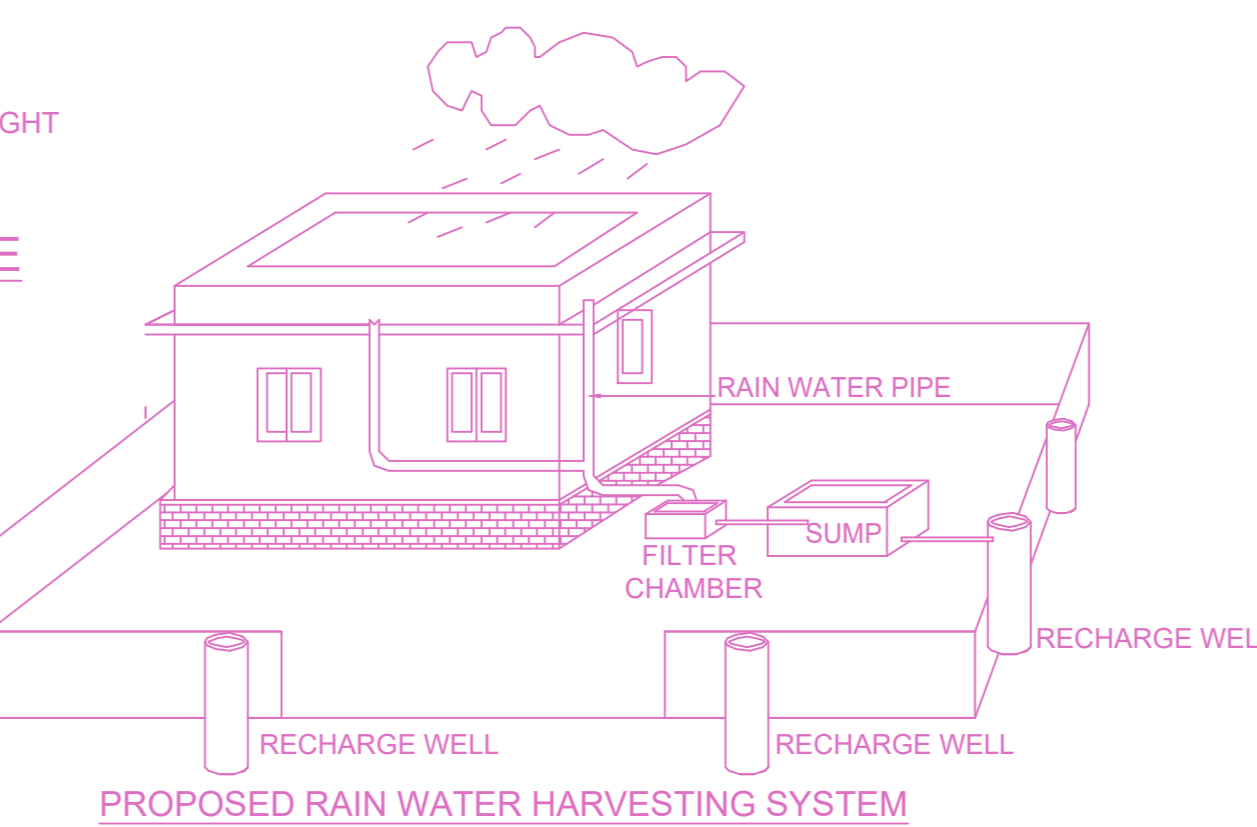 GHT
E
RAIN WATER PIPE
SUMP
FILTER
CHAMBER
RECHARGE WEL
RECHARGE WELL
RECHARGE WELL
PROPOSED RAIN WATER HARVESTING SYSTEM